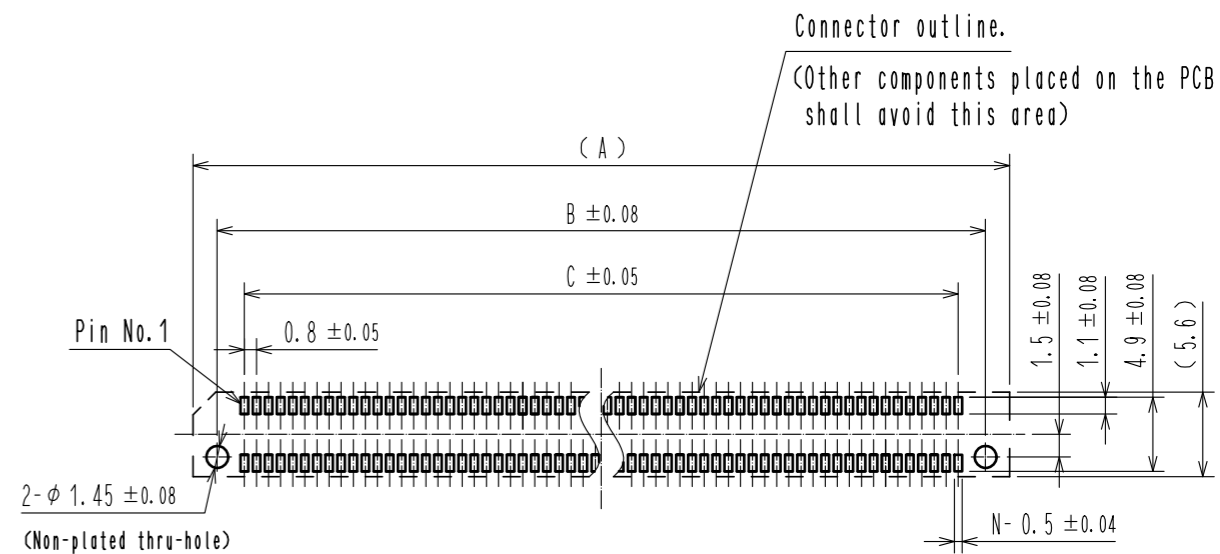 Connector outline.
(Other components placed on the PCB
shall avoid this area)
(A)
B ±0.08
C ±0.05
Pin No.1
0.8 ±0.05
1.5 ±0.08
1.1 ±0.08
4.9 ±0.08
(5.6)
2-φ 1.45 ±0.08
(Non-plated thru-hole)
N- 0.5 ±0.04